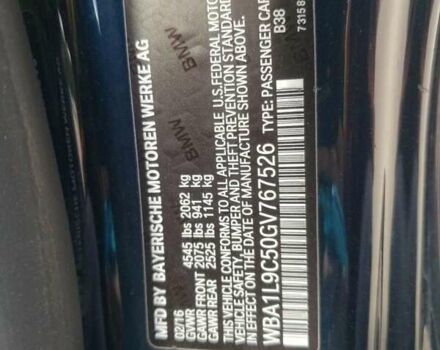 MFD BY BAYERISCHE MOTOREN WERKE AG
02/16
GVWR 4545 lbs 2062 kg
GAWR FRONT 2075 lbs 941 kg
GAWR REAR 2525 lbs 1145 kg
THIS VEHICLE CONFORMS TO ALL APPLICABLE U.S. FEDERAL MOTOR
VEHICLE SAFETY, BUMPER AND THEFT PREVENTION STANDARDS
IN EFFECT ON THE DATE OF MANUFACTURE SHOWN ABOVE.
WBA1L9C50GV767526 TYPE: PASSENGER CAR
B38
73158
BMW
BMW
BMW